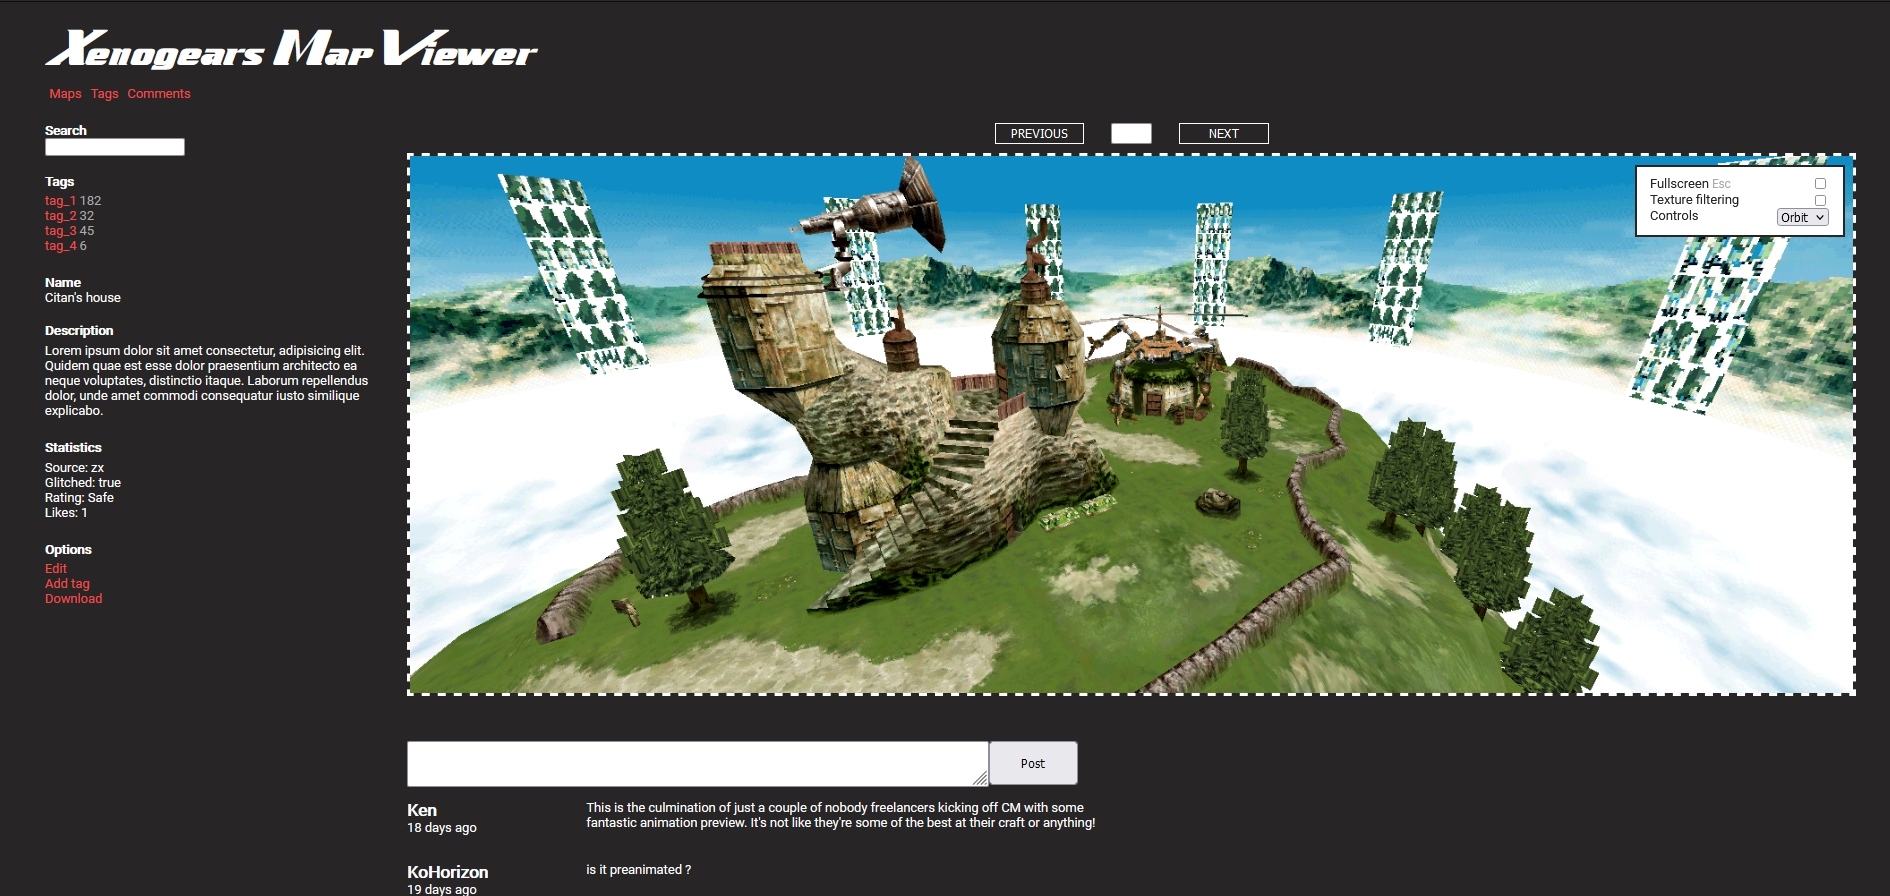 Xenogears Map Viewer
Maps Tags Comments
Search
Tags
tag_1 182
tag_2 32
tag_3 45
tag_4 6
Name
Citan's house
Description
Lorem ipsum dolor sit amet consectetur, adipisicing elit.
Quidem quae est esse dolor praesentium architecto ea
neque voluptates, distinctio itaque. Laborum repellendus
dolor, unde amet commodi consequatur iusto similique
explicabo.
Statistics
Source: zx
Glitched: true
Rating: Safe
Likes: 1
Options
Edit
Add tag
Download
PREVIOUS NEXT
Fullscreen Esc
Texture filtering
Controls Orbit
Post
Ken
18 days ago
This is the culmination of just a couple of nobody freelancers kicking off CM with some
fantastic animation preview. It's not like they're some of the best at their craft or anything!
KoHorizon
19 days ago
is it preanimated ?